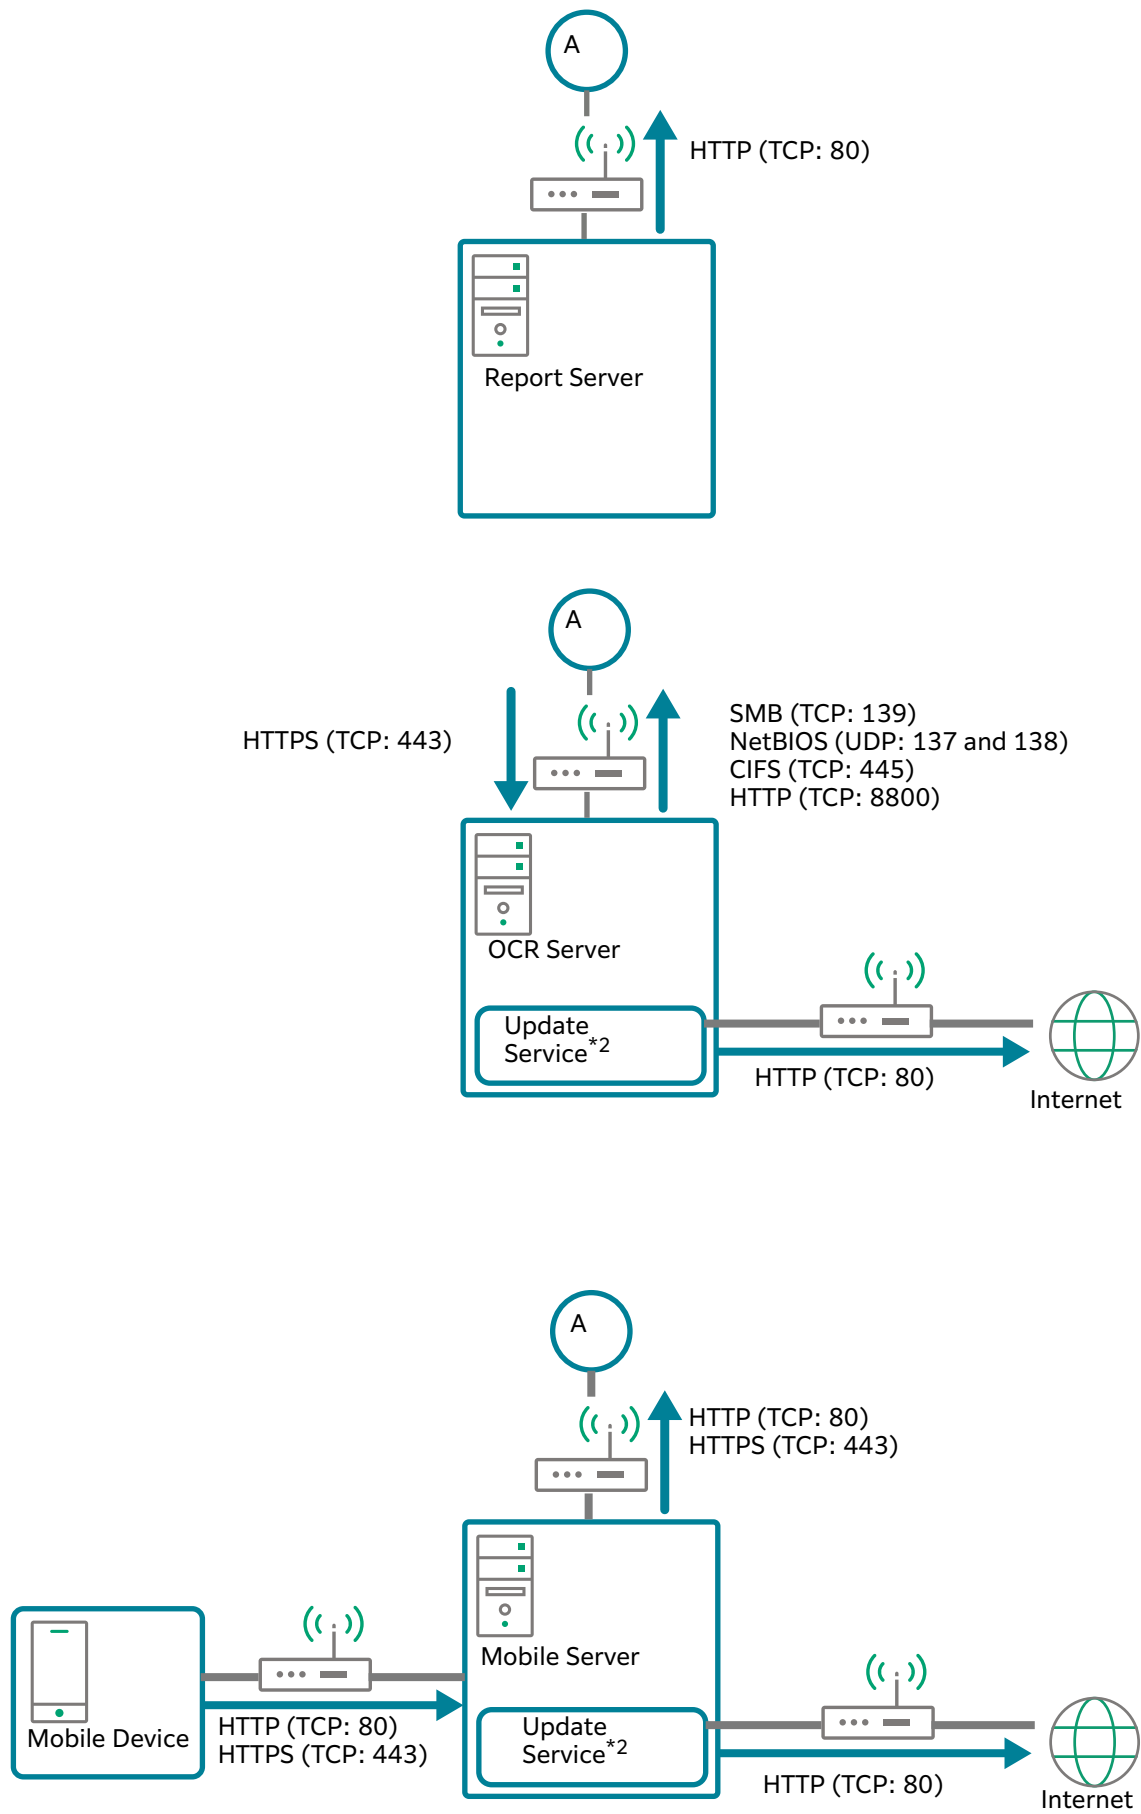 A
HTTP (TCP: 80)
Report Server
A
HTTPS (TCP: 443)
SMB (TCP: 139)
NetBIOS (UDP: 137 and 138)
CIFS (TCP: 445)
HTTP (TCP: 8800)
OCR Server
Update
Service*2
HTTP (TCP: 80)
Internet
A
HTTP (TCP: 80)
HTTPS (TCP: 443)
Mobile Server
Mobile Device
HTTP (TCP: 80)
HTTPS (TCP: 443)
Update
Service*2
HTTP (TCP: 80)
Internet